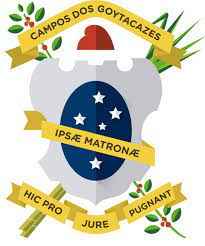 CAMPOS DOS GOYTACAZES
IPSÆ MATRONÆ
HIC PRO JURE PUGNANT